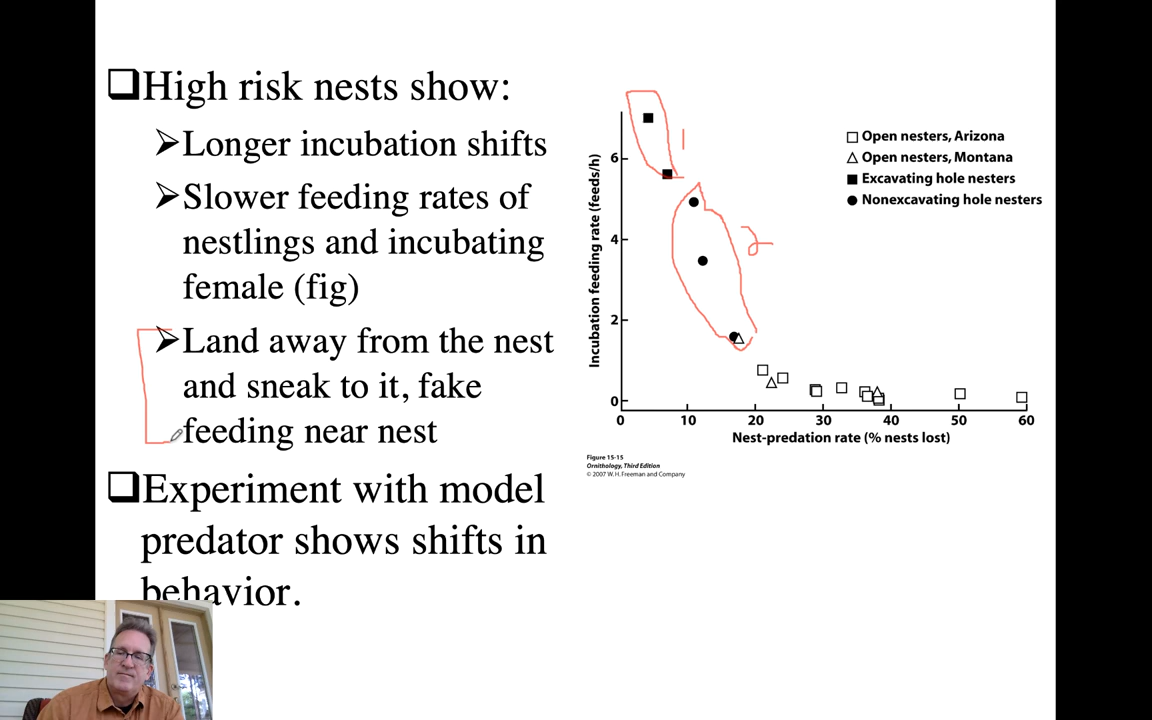 ❑High risk nests show:
➢Longer incubation shifts
➢Slower feeding rates of
nestlings and incubating
female (fig)
➢Land away from the nest
and sneak to it, fake
feeding near nest
❑Experiment with model
predator shows shifts in
behavior.
Incubation feeding rate (feeds/h)
6
4
2
0
0 10 20 30 40 50 60
Nest-predation rate (% nests lost)
Open nesters, Arizona
Open nesters, Montana
Excavating hole nesters
Nonexcavating hole nesters
1
2
Figure 15-15
Ornithology, Third Edition
© 2007 W. H. Freeman and Company